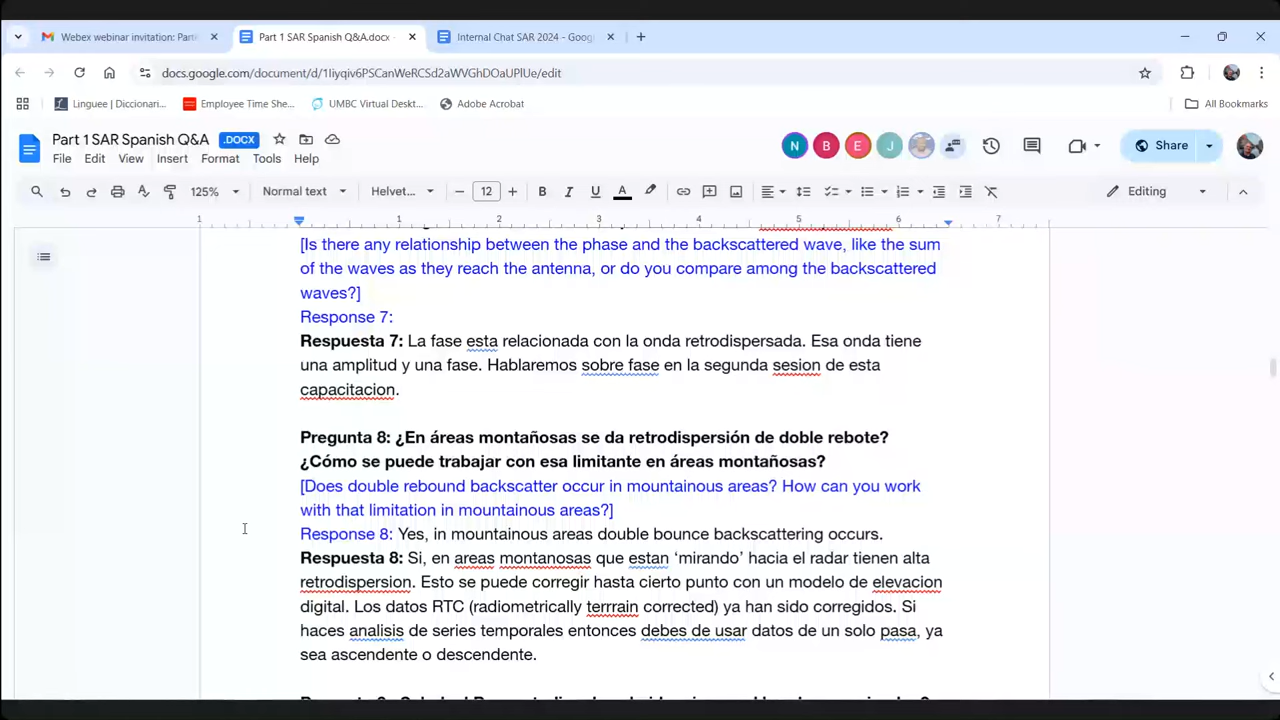 Webex webinar invitation: Part
Part 1 SAR Spanish Q&A.docx
Internal Chat SAR 2024 - Goog
docs.google.com/document/d/1Iiyqiv6PSCanWeRCSd2aWVGhDOaUPlUe/edit
Linguee | Diccionari...
Employee Time She...
UMBC Virtual Deskt...
Adobe Acrobat
All Bookmarks
Part 1 SAR Spanish Q&A .DOCX
N B E J
Share
File Edit View Insert Format Tools Help
125% Normal text Helvet... 12 B I U A Editing
1 1 2 3 4 5 6 7
[Is there any relationship between the phase and the backscattered wave, like the sum
of the waves as they reach the antenna, or do you compare among the backscattered
waves?]
Response 7:
Respuesta 7: La fase esta relacionada con la onda retrodispersada. Esa onda tiene
una amplitud y una fase. Hablaremos sobre fase en la segunda sesion de esta
capacitacion.
Pregunta 8: ¿En áreas montañosas se da retrodispersión de doble rebote?
¿Cómo se puede trabajar con esa limitante en áreas montañosas?
[Does double rebound backscatter occur in mountainous areas? How can you work
with that limitation in mountainous areas?]
Response 8: Yes, in mountainous areas double bounce backscattering occurs.
Respuesta 8: Si, en areas montanosas que estan ‘mirando’ hacia el radar tienen alta
retrodispersion. Esto se puede corregir hasta cierto punto con un modelo de elevacion
digital. Los datos RTC (radiometrically terrrain corrected) ya han sido corregidos. Si
haces analisis de series temporales entonces debes de usar datos de un solo pasa, ya
sea ascendente o descendente.